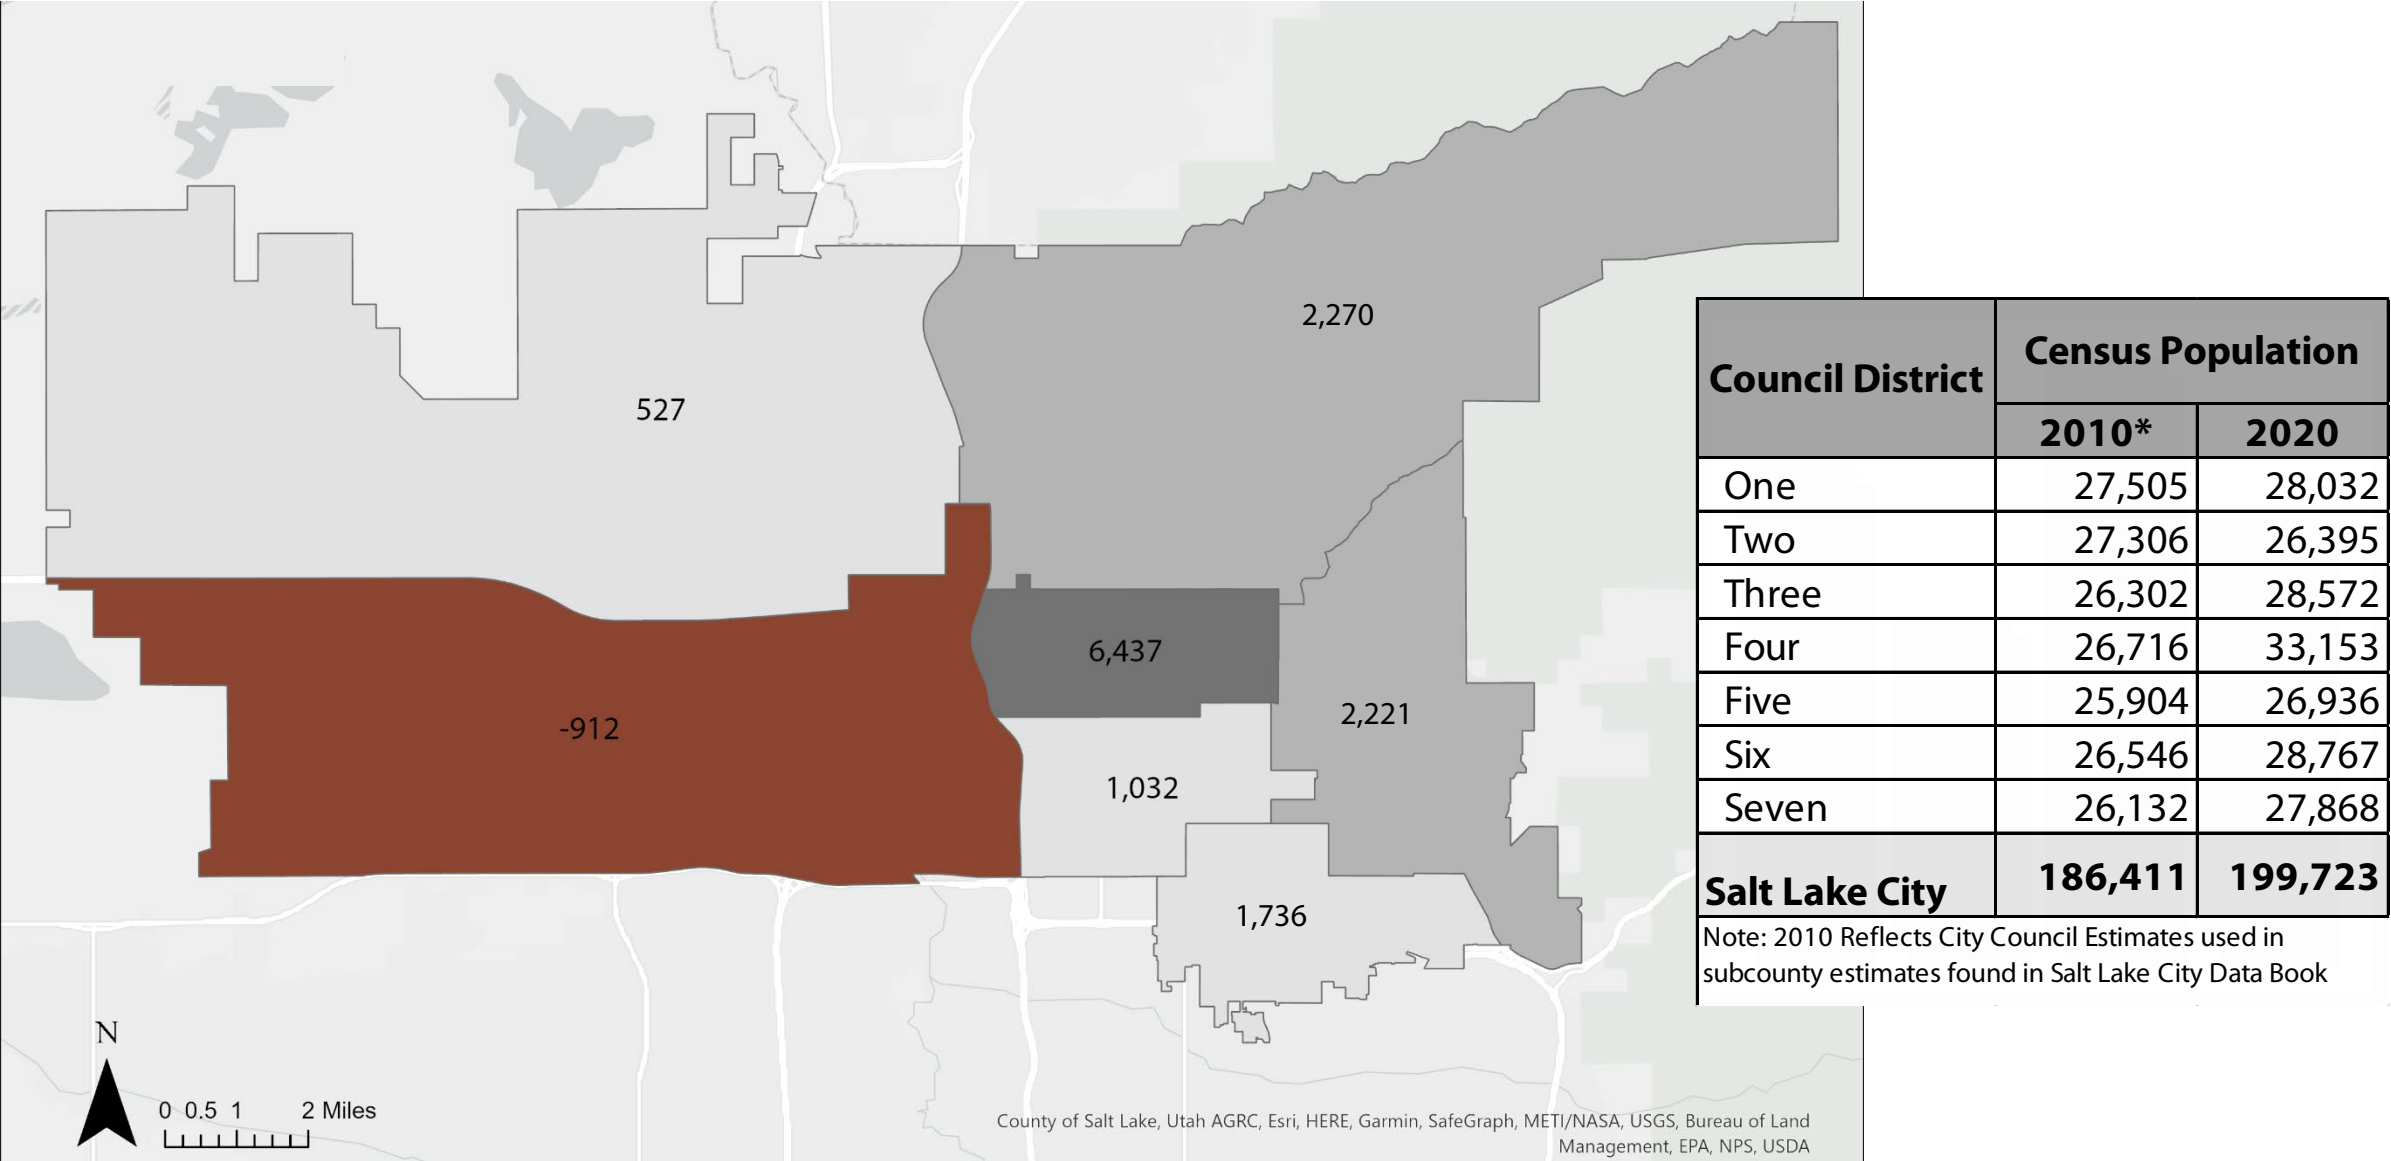 2,270
527
6,437
-912
2,221
1,032
1,736
N
0 0.5 1 2 Miles
County of Salt Lake, Utah AGRC, Esri, HERE, Garmin, SafeGraph, METI/NASA, USGS, Bureau of Land
Management, EPA, NPS, USDA
Council District Census Population
2010* 2020
One 27,505 28,032
Two 27,306 26,395
Three 26,302 28,572
Four 26,716 33,153
Five 25,904 26,936
Six 26,546 28,767
Seven 26,132 27,868
Salt Lake City 186,411 199,723
Note: 2010 Reflects City Council Estimates used in
subcounty estimates found in Salt Lake City Data Book